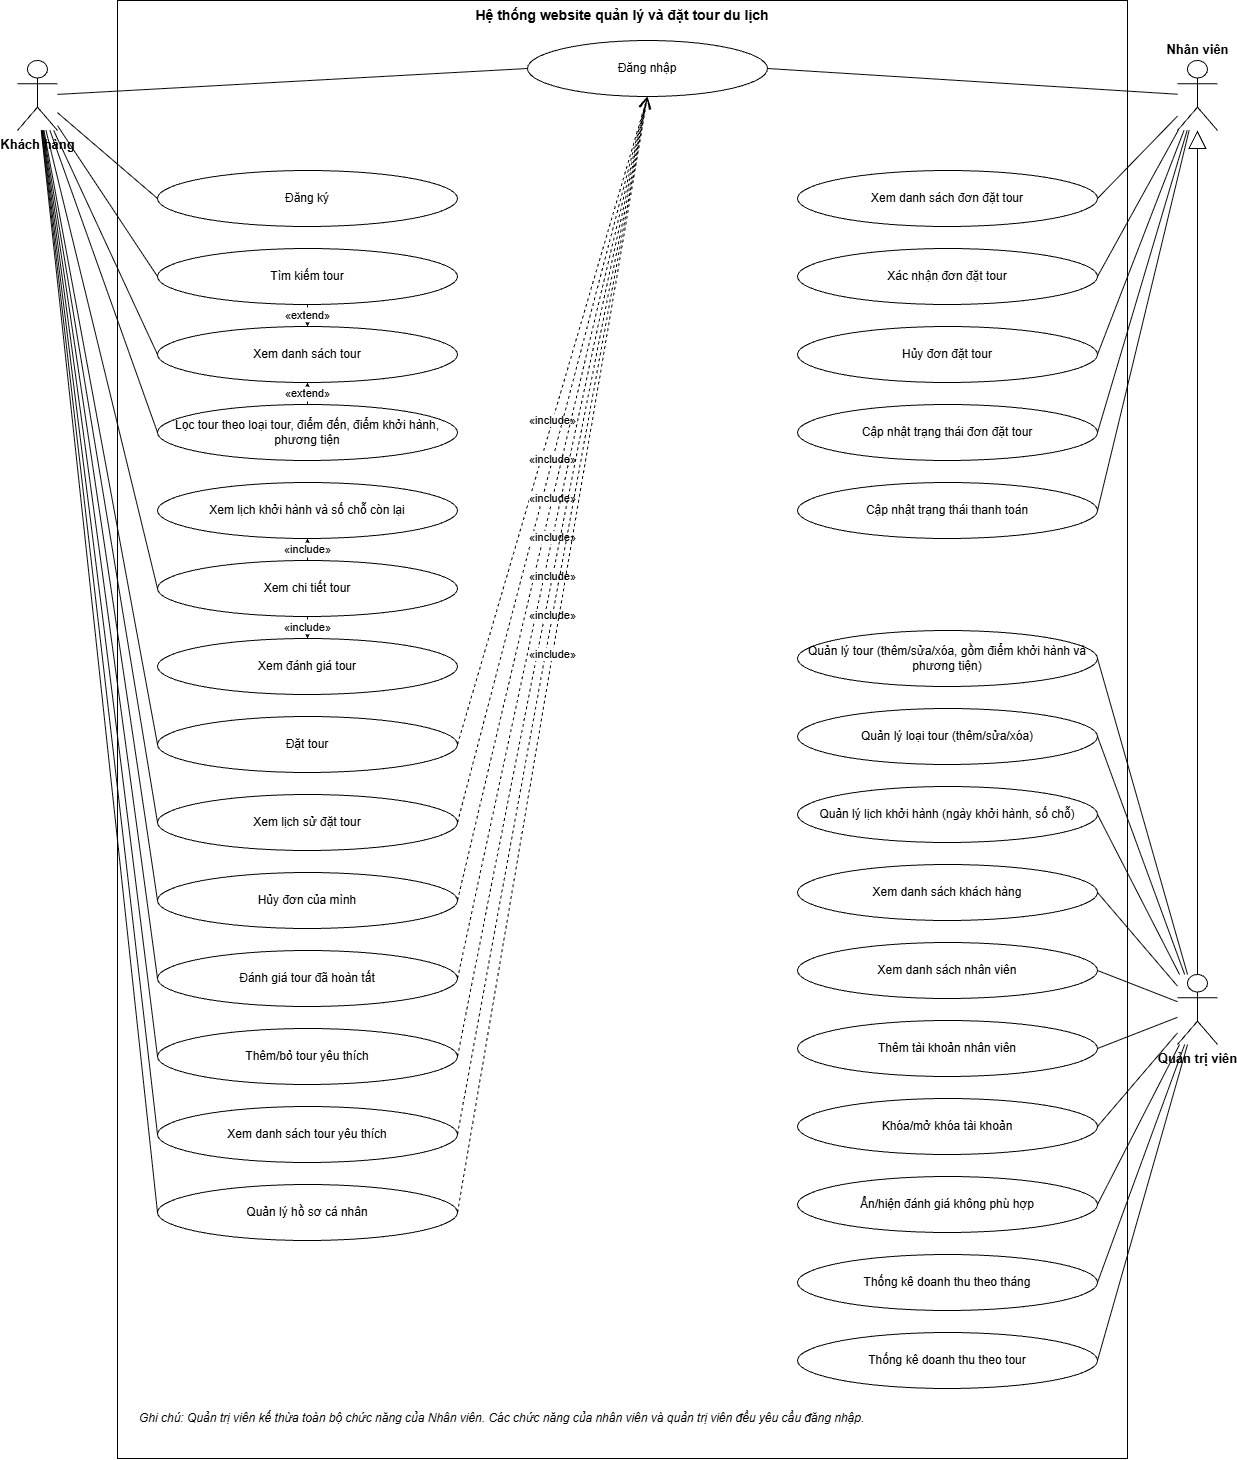 Hệ thống website quản lý và đặt tour du lịch
Đăng nhập
Nhân viên
Khách hàng
Đăng ký
Tìm kiếm tour
«extend»
Xem danh sách tour
«extend»
Lọc tour theo loại tour, điểm đến, điểm khởi hành,
phương tiện
Xem lịch khởi hành và số chỗ còn lại
«include»
Xem chi tiết tour
«include»
Xem đánh giá tour
Đặt tour
Xem lịch sử đặt tour
Hủy đơn của mình
Đánh giá tour đã hoàn tất
Thêm/bỏ tour yêu thích
Xem danh sách tour yêu thích
Quản lý hồ sơ cá nhân
«include»
«include»
«include»
«include»
«include»
«include»
«include»
Xem danh sách đơn đặt tour
Xác nhận đơn đặt tour
Hủy đơn đặt tour
Cập nhật trạng thái đơn đặt tour
Cập nhật trạng thái thanh toán
Quản lý tour (thêm/sửa/xóa, gồm điểm khởi hành và
phương tiện)
Quản lý loại tour (thêm/sửa/xóa)
Quản lý lịch khởi hành (ngày khởi hành, số chỗ)
Xem danh sách khách hàng
Xem danh sách nhân viên
Thêm tài khoản nhân viên
Quản trị viên
Khóa/mở khóa tài khoản
Ẩn/hiện đánh giá không phù hợp
Thống kê doanh thu theo tháng
Thống kê doanh thu theo tour
Ghi chú: Quản trị viên kế thừa toàn bộ chức năng của Nhân viên. Các chức năng của nhân viên và quản trị viên đều yêu cầu đăng nhập.